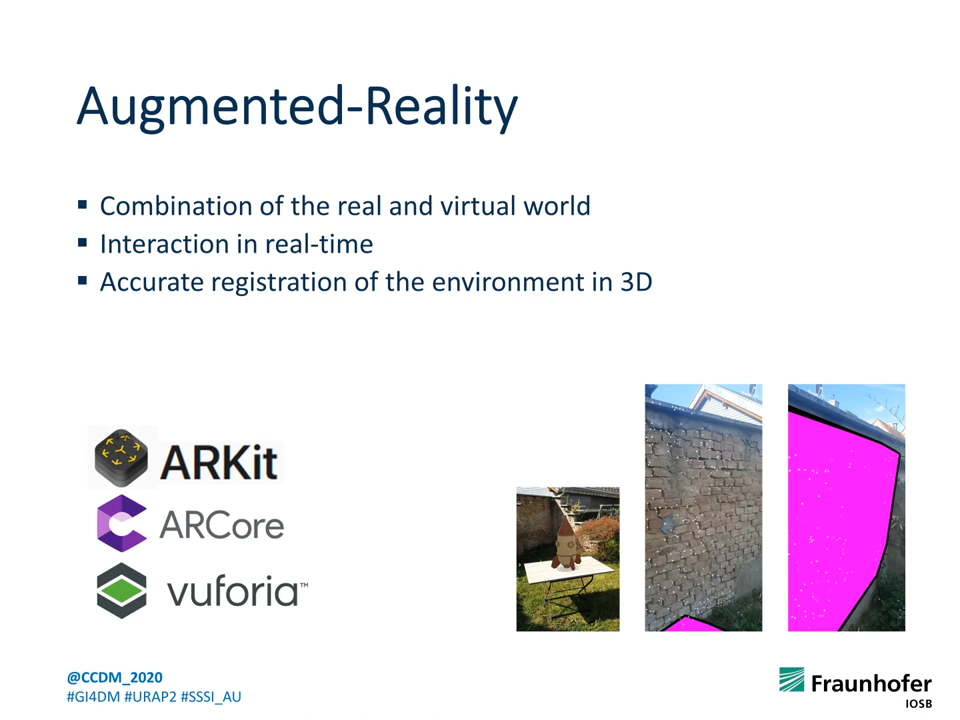 Augmented-Reality
▪ Combination of the real and virtual world
▪ Interaction in real-time
▪ Accurate registration of the environment in 3D
ARKit
ARCore
vuforia™
@CCDM_2020
#GI4DM #URAP2 #SSSI_AU
Fraunhofer
IOSB